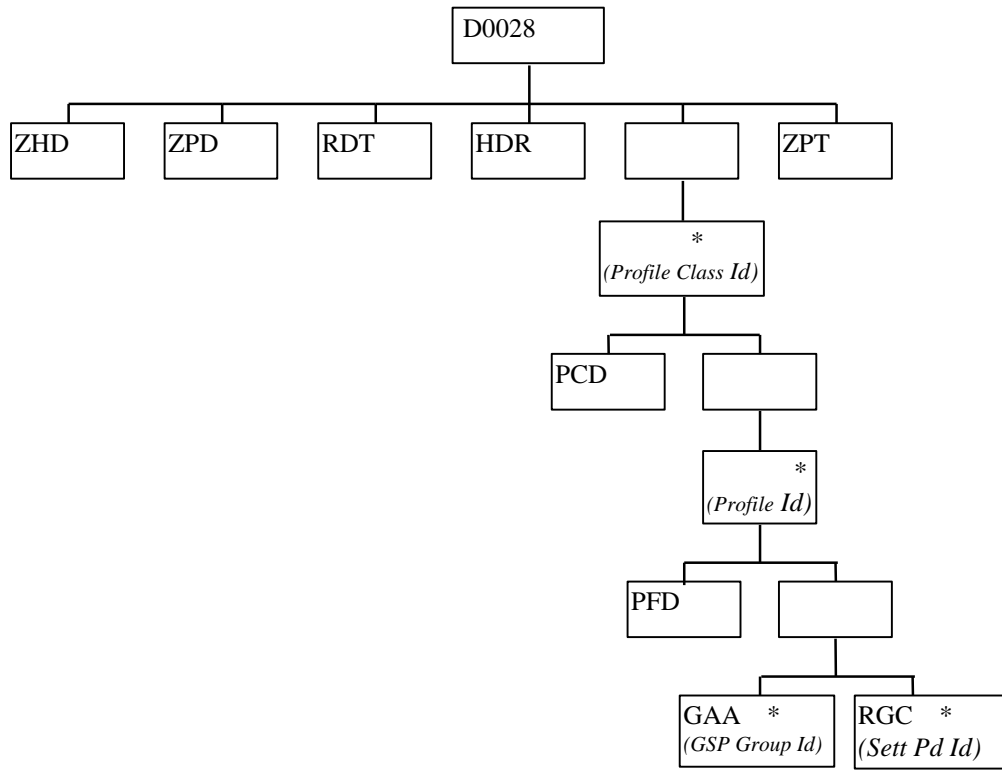 D0028
ZHD
ZPD
RDT
HDR
ZPT
*
(Profile Class Id)
PCD
*
(Profile Id)
PFD
GAA *
(GSP Group Id)
RGC *
(Sett Pd Id)